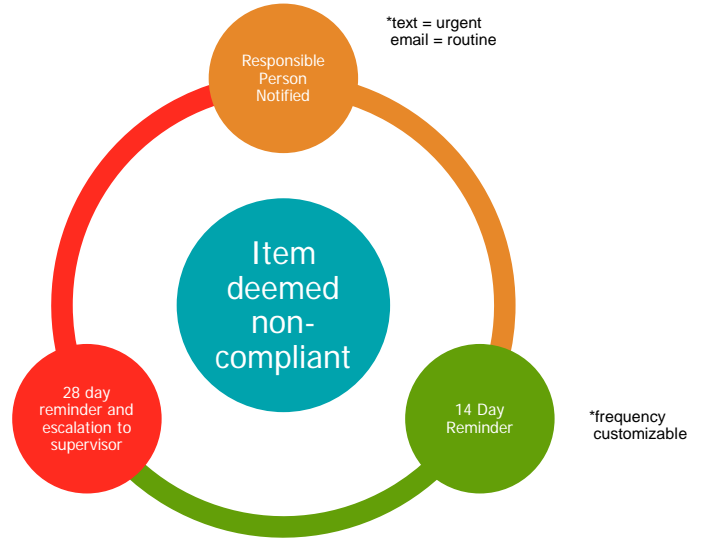 *text = urgent
email = routine
Responsible
Person
Notified
Item
deemed
non-
compliant
28 day
reminder and
escalation to
supervisor
14 Day
Reminder
*frequency
customizable